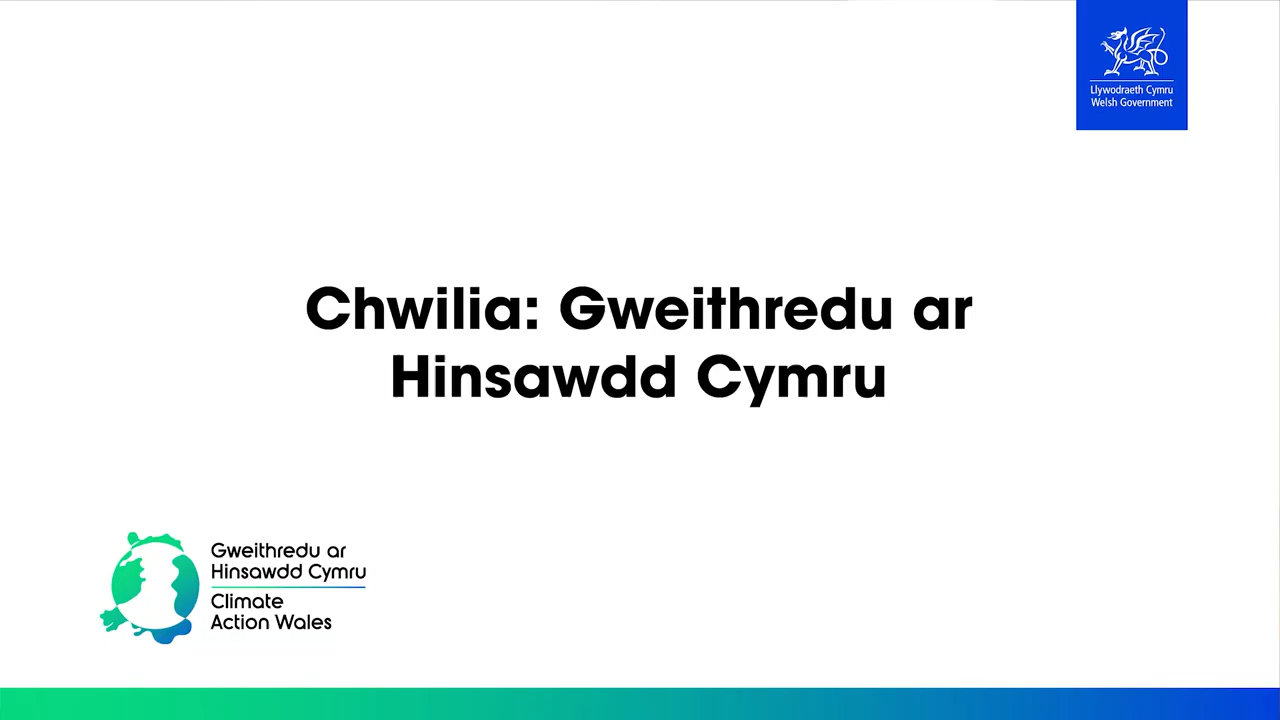 Llywodraeth Cymru
Welsh Government
Chwilia: Gweithredu ar
Hinsawdd Cymru
Gweithredu ar
Hinsawdd Cymru
Climate
Action Wales